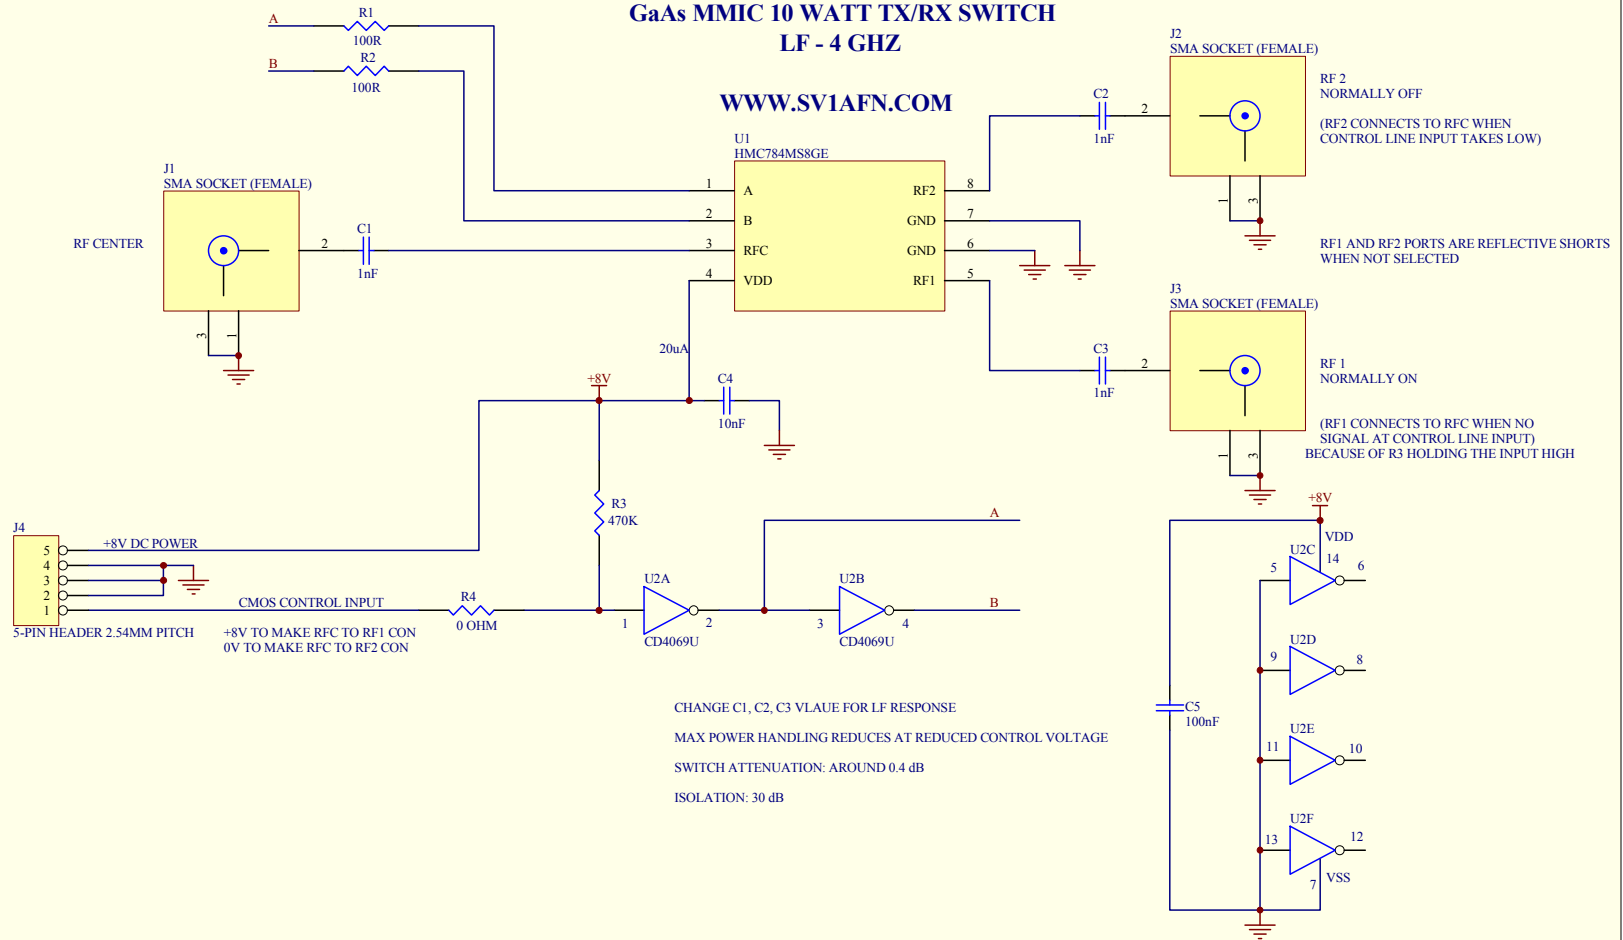 GaAs MMIC 10 WATT TX/RX SWITCH
LF - 4 GHZ
WWW.SV1AFN.COM
A
R1
100R
B
R2
100R
J1
SMA SOCKET (FEMALE)
RF CENTER
2
3
1
C1
1nF
U1
HMC784MS8GE
1
A
2
B
3
RFC
4
VDD
RF2
8
GND
7
GND
6
RF1
5
C2
1nF
2
J2
SMA SOCKET (FEMALE)
1
3
RF 2
NORMALLY OFF
(RF2 CONNECTS TO RFC WHEN
CONTROL LINE INPUT TAKES LOW)
RF1 AND RF2 PORTS ARE REFLECTIVE SHORTS
WHEN NOT SELECTED
C3
1nF
2
J3
SMA SOCKET (FEMALE)
1
3
RF 1
NORMALLY ON
(RF1 CONNECTS TO RFC WHEN NO
SIGNAL AT CONTROL LINE INPUT)
BECAUSE OF R3 HOLDING THE INPUT HIGH
20uA
+8V
C4
10nF
R3
470K
J4
5
4
3
2
1
5-PIN HEADER 2.54MM PITCH
+8V DC POWER
CMOS CONTROL INPUT
+8V TO MAKE RFC TO RF1 CON
0V TO MAKE RFC TO RF2 CON
R4
0 OHM
U2A
1
2
CD4069U
U2B
3
4
CD4069U
A
B
CHANGE C1, C2, C3 VLAUE FOR LF RESPONSE
MAX POWER HANDLING REDUCES AT REDUCED CONTROL VOLTAGE
SWITCH ATTENUATION: AROUND 0.4 dB
ISOLATION: 30 dB
+8V
VDD
14
U2C
5
6
U2D
9
8
C5
100nF
U2E
11
10
U2F
13
12
7
VSS